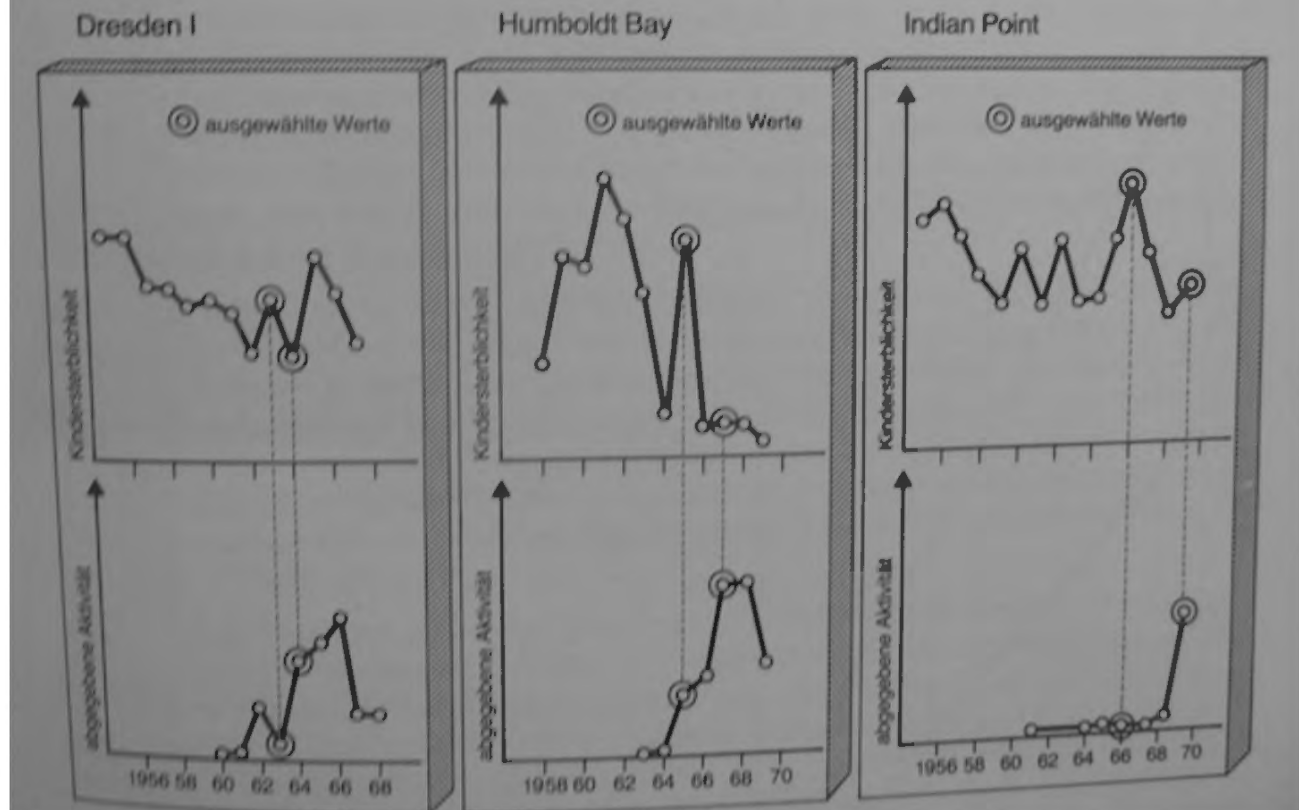 Dresden I
ausgewählte Werte
Kindersterblichkeit
abgegebene Aktivität
1956 58 60 62 64 66 68
Humboldt Bay
ausgewählte Werte
Kindersterblichkeit
abgegebene Aktivität
1958 60 62 64 66 68 70
Indian Point
ausgewählte Werte
Kindersterblichkeit
abgegebene Aktivität
1956 58 60 62 64 66 68 70